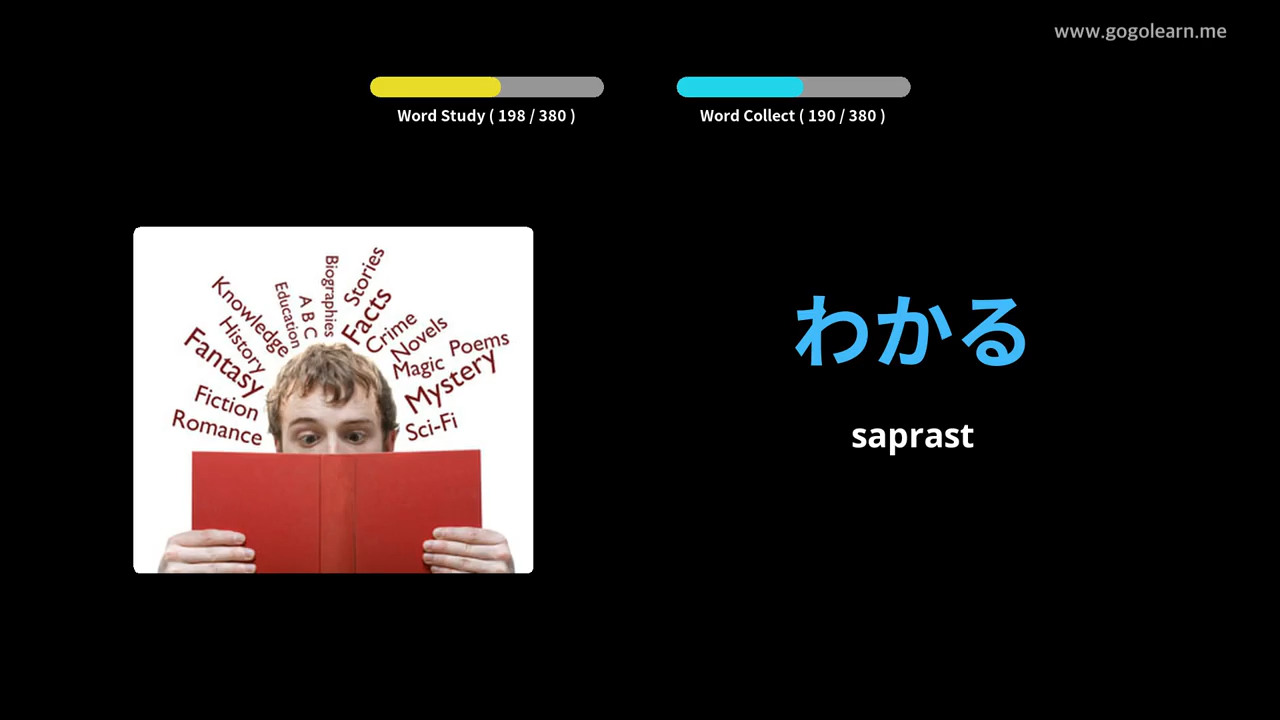 www.gogolearn.me
Word Study ( 198 / 380 )
Word Collect ( 190 / 380 )
Knowledge
Education
A B C
Biographies
Stories
Facts
Crime
Novels
Poems
History
Fantasy
Magic
Mystery
Fiction
Romance
Sci-Fi
わかる
saprast